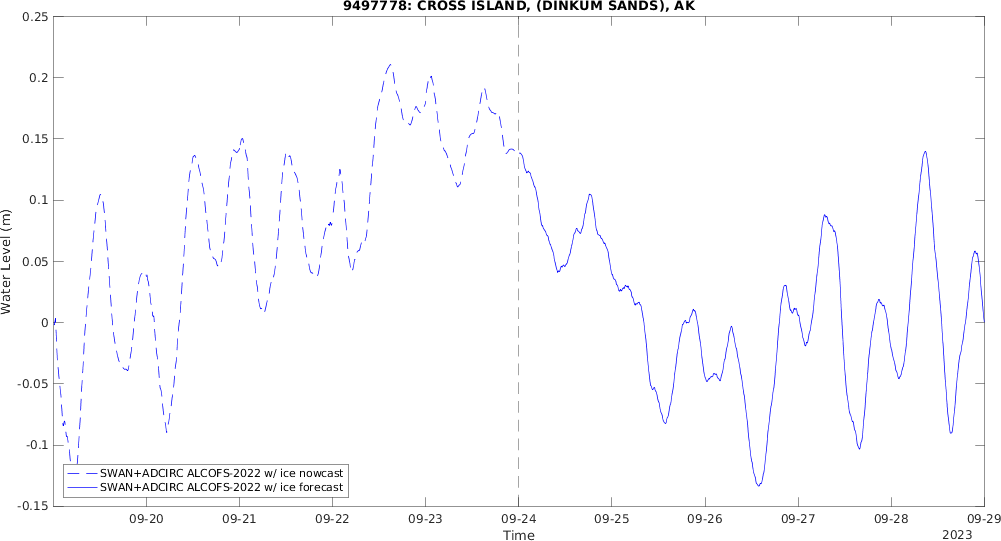 9497778: CROSS ISLAND, (DINKUM SANDS), AK
0.25
0.2
0.15
0.1
0.05
0
-0.05
-0.1
-0.15
Water Level (m)
SWAN+ADCIRC ALCOFS-2022 w/ ice nowcast
SWAN+ADCIRC ALCOFS-2022 w/ ice forecast
09-20 09-21 09-22 09-23 09-24 09-25 09-26 09-27 09-28 09-29
Time
2023